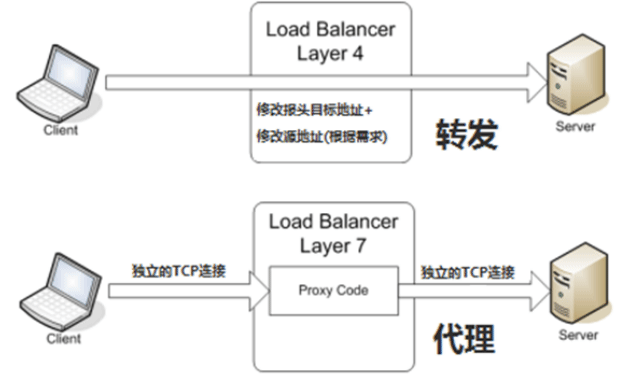 Load Balancer
Layer 4
修改报头目标地址+
修改源地址(根据需求)
转发
Client
Server
Load Balancer
Layer 7
独立的TCP连接
独立的TCP连接
Proxy Code
代理
Client
Server